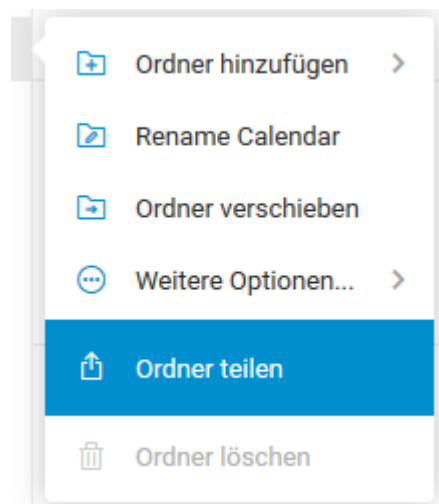 Ordner hinzufügen
Rename Calendar
Ordner verschieben
Weitere Optionen...
Ordner teilen
Ordner löschen